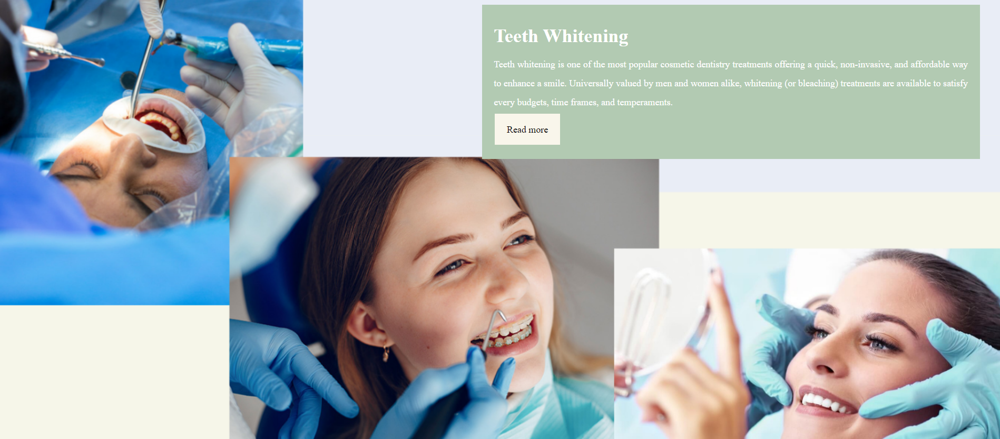 Teeth Whitening
Teeth whitening is one of the most popular cosmetic dentistry treatments offering a quick, non-invasive, and affordable way
to enhance a smile. Universally valued by men and women alike, whitening (or bleaching) treatments are available to satisfy
every budgets, time frames, and temperaments.
Read more